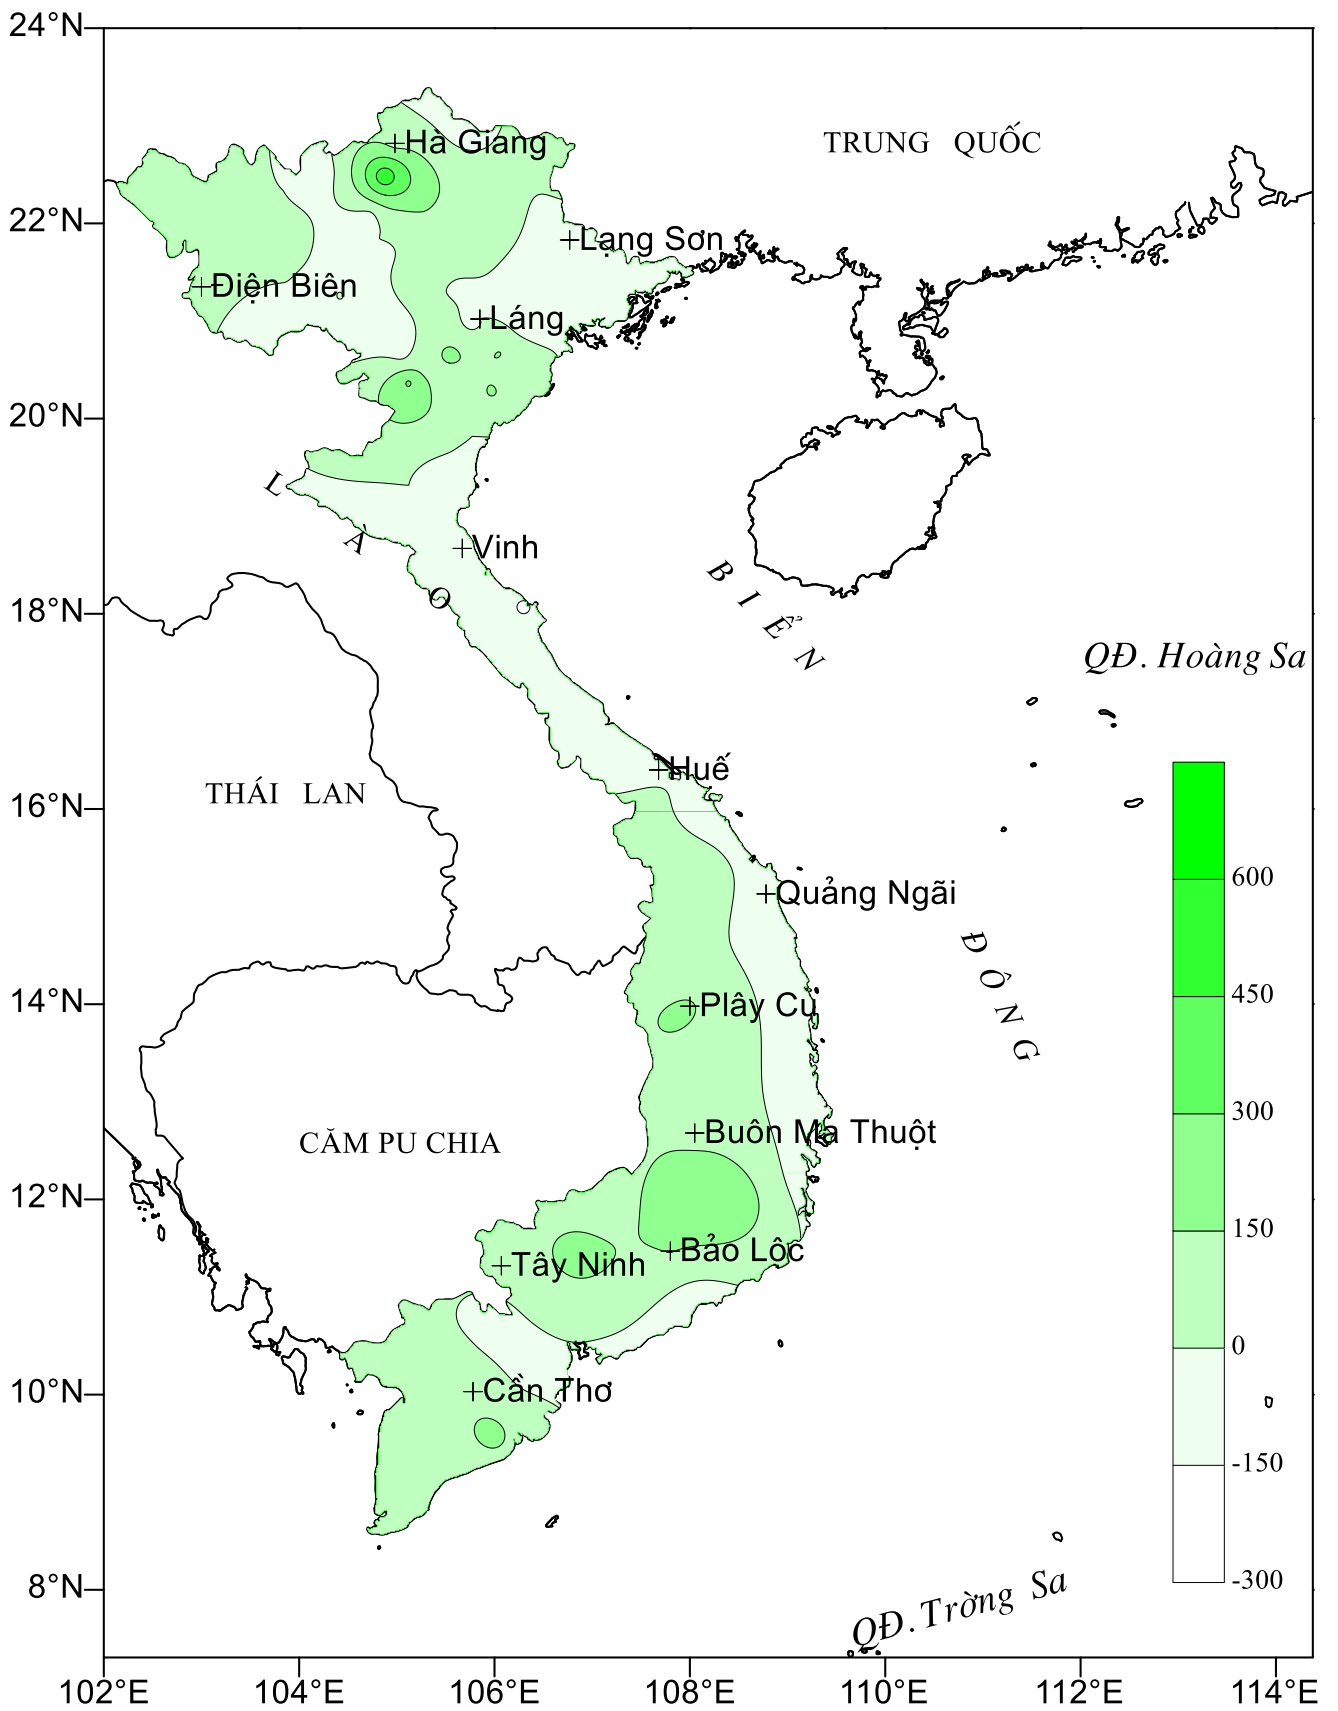 24°N
22°N
20°N
18°N
16°N
14°N
12°N
10°N
8°N
102°E
104°E
106°E
108°E
110°E
112°E
114°E
TRUNG QUỐC
Hà Giang
Lạng Sơn
Điện Biên
Láng
LÀO
Vinh
BIỂN
QĐ. Hoàng Sa
THÁI LAN
Huế
Quảng Ngãi
ĐÔNG
Plây Cu
CĂM PU CHIA
Buôn Ma Thuột
Bảo Lộc
Tây Ninh
Cần Thơ
QĐ. Trờng Sa
600
450
300
150
0
-150
-300